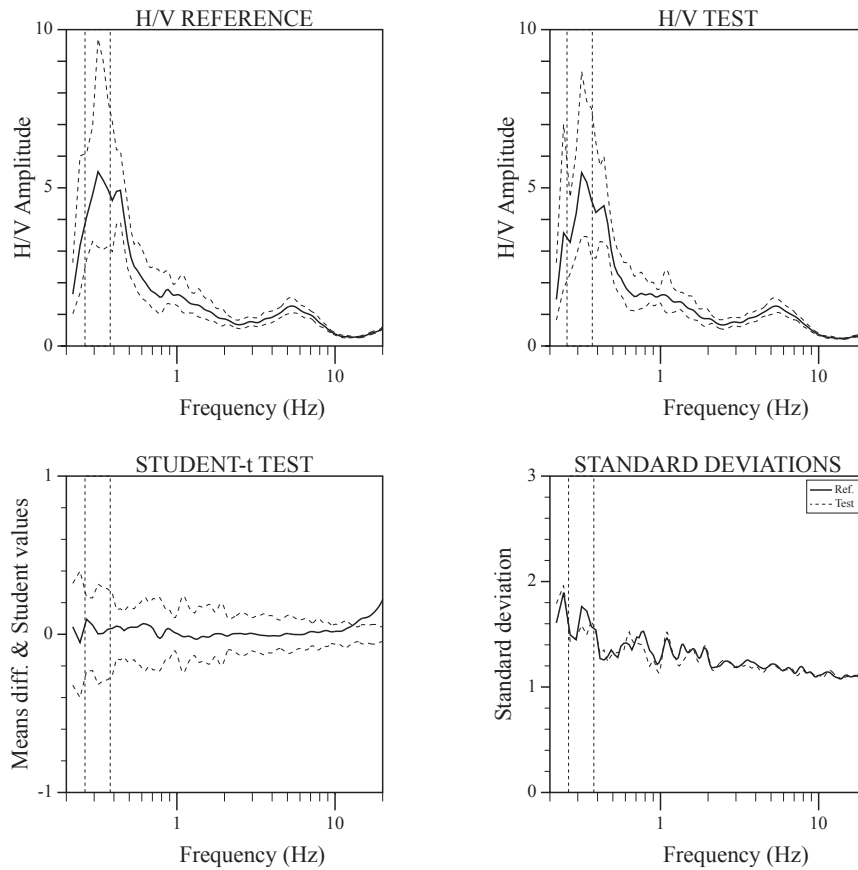 H/V REFERENCE
10
5
0
H/V Amplitude
1
10
Frequency (Hz)
H/V TEST
10
5
0
H/V Amplitude
1
10
Frequency (Hz)
STUDENT-t TEST
1
0
-1
Means diff. & Student values
1
10
Frequency (Hz)
STANDARD DEVIATIONS
3
2
1
0
Standard deviation
Ref.
Test
1
10
Frequency (Hz)